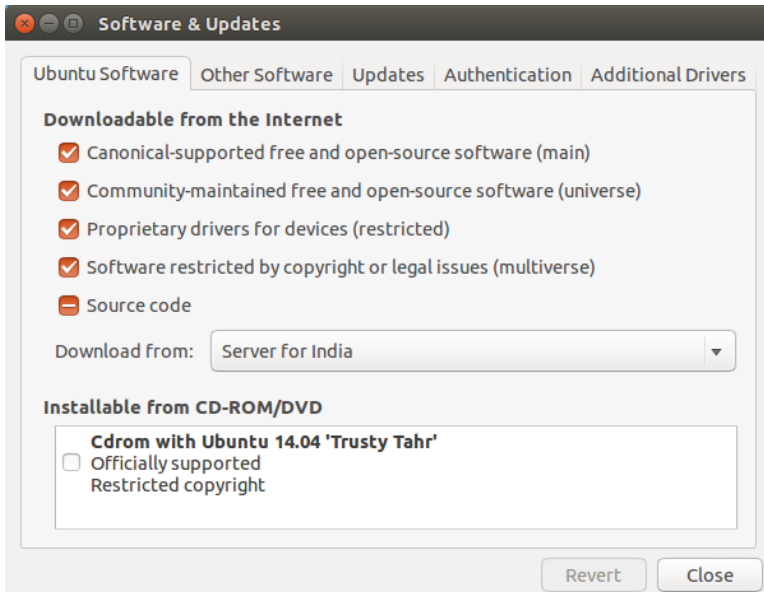 Software & Updates
Ubuntu Software Other Software Updates Authentication Additional Drivers
Downloadable from the Internet
Canonical-supported free and open-source software (main)
Community-maintained free and open-source software (universe)
Proprietary drivers for devices (restricted)
Software restricted by copyright or legal issues (multiverse)
Source code
Download from: Server for India
Installable from CD-ROM/DVD
Cdrom with Ubuntu 14.04 'Trusty Tahr'
Officially supported
Restricted copyright
Revert Close